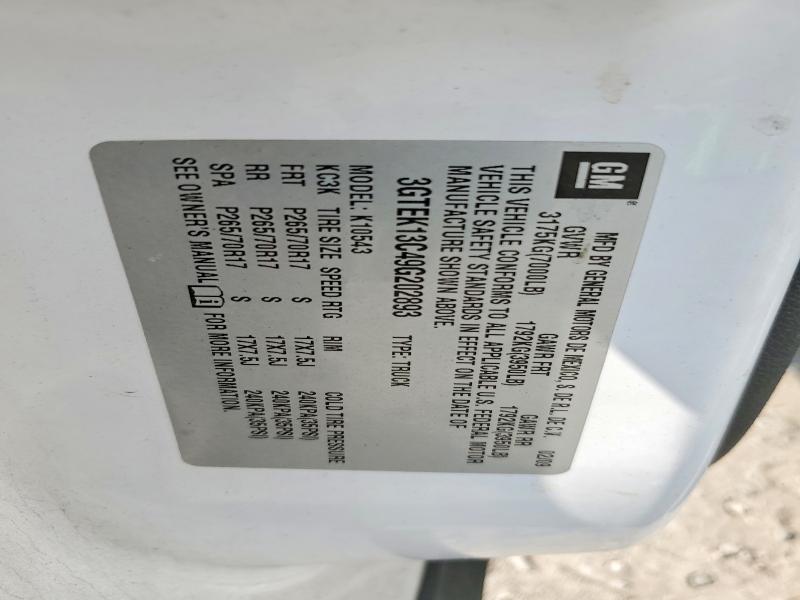 GM
MFD BY GENERAL MOTORS DE MEXICO, S. DE R.L. DE C.V. 02/09
GVWR GAWR FRT GAWR RR
3175KG(7000LB) 1792KG(3950LB) 1792KG(3950LB)
THIS VEHICLE CONFORMS TO ALL APPLICABLE U.S. FEDERAL MOTOR
VEHICLE SAFETY STANDARDS IN EFFECT ON THE DATE OF
MANUFACTURE SHOWN ABOVE.
3GTEK13C49G20893 TYPE: TRUCK
MODEL: K10543
KC3K TIRE SIZE SPEED RTG RIM COLD TIRE PRESSURE
FRT P265/70R17 S 17X7.5J 240KPA(35PSI)
RR P265/70R17 S 17X7.5J 240KPA(35PSI)
SPA P265/70R17 S 17X7.5J 240KPA(35PSI)
SEE OWNER'S MANUAL FOR MORE INFORMATION.